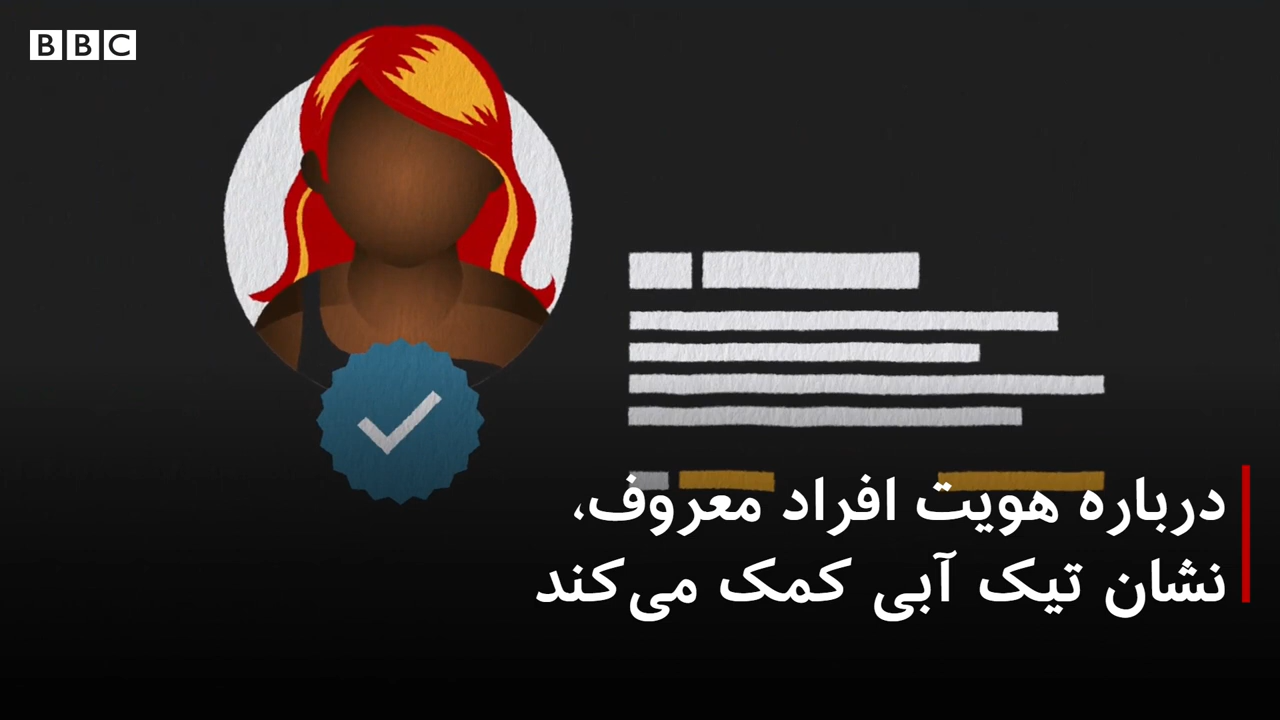 BBC
درباره هویت افراد معروف،
نشان تیک آبی کمک می‌کند